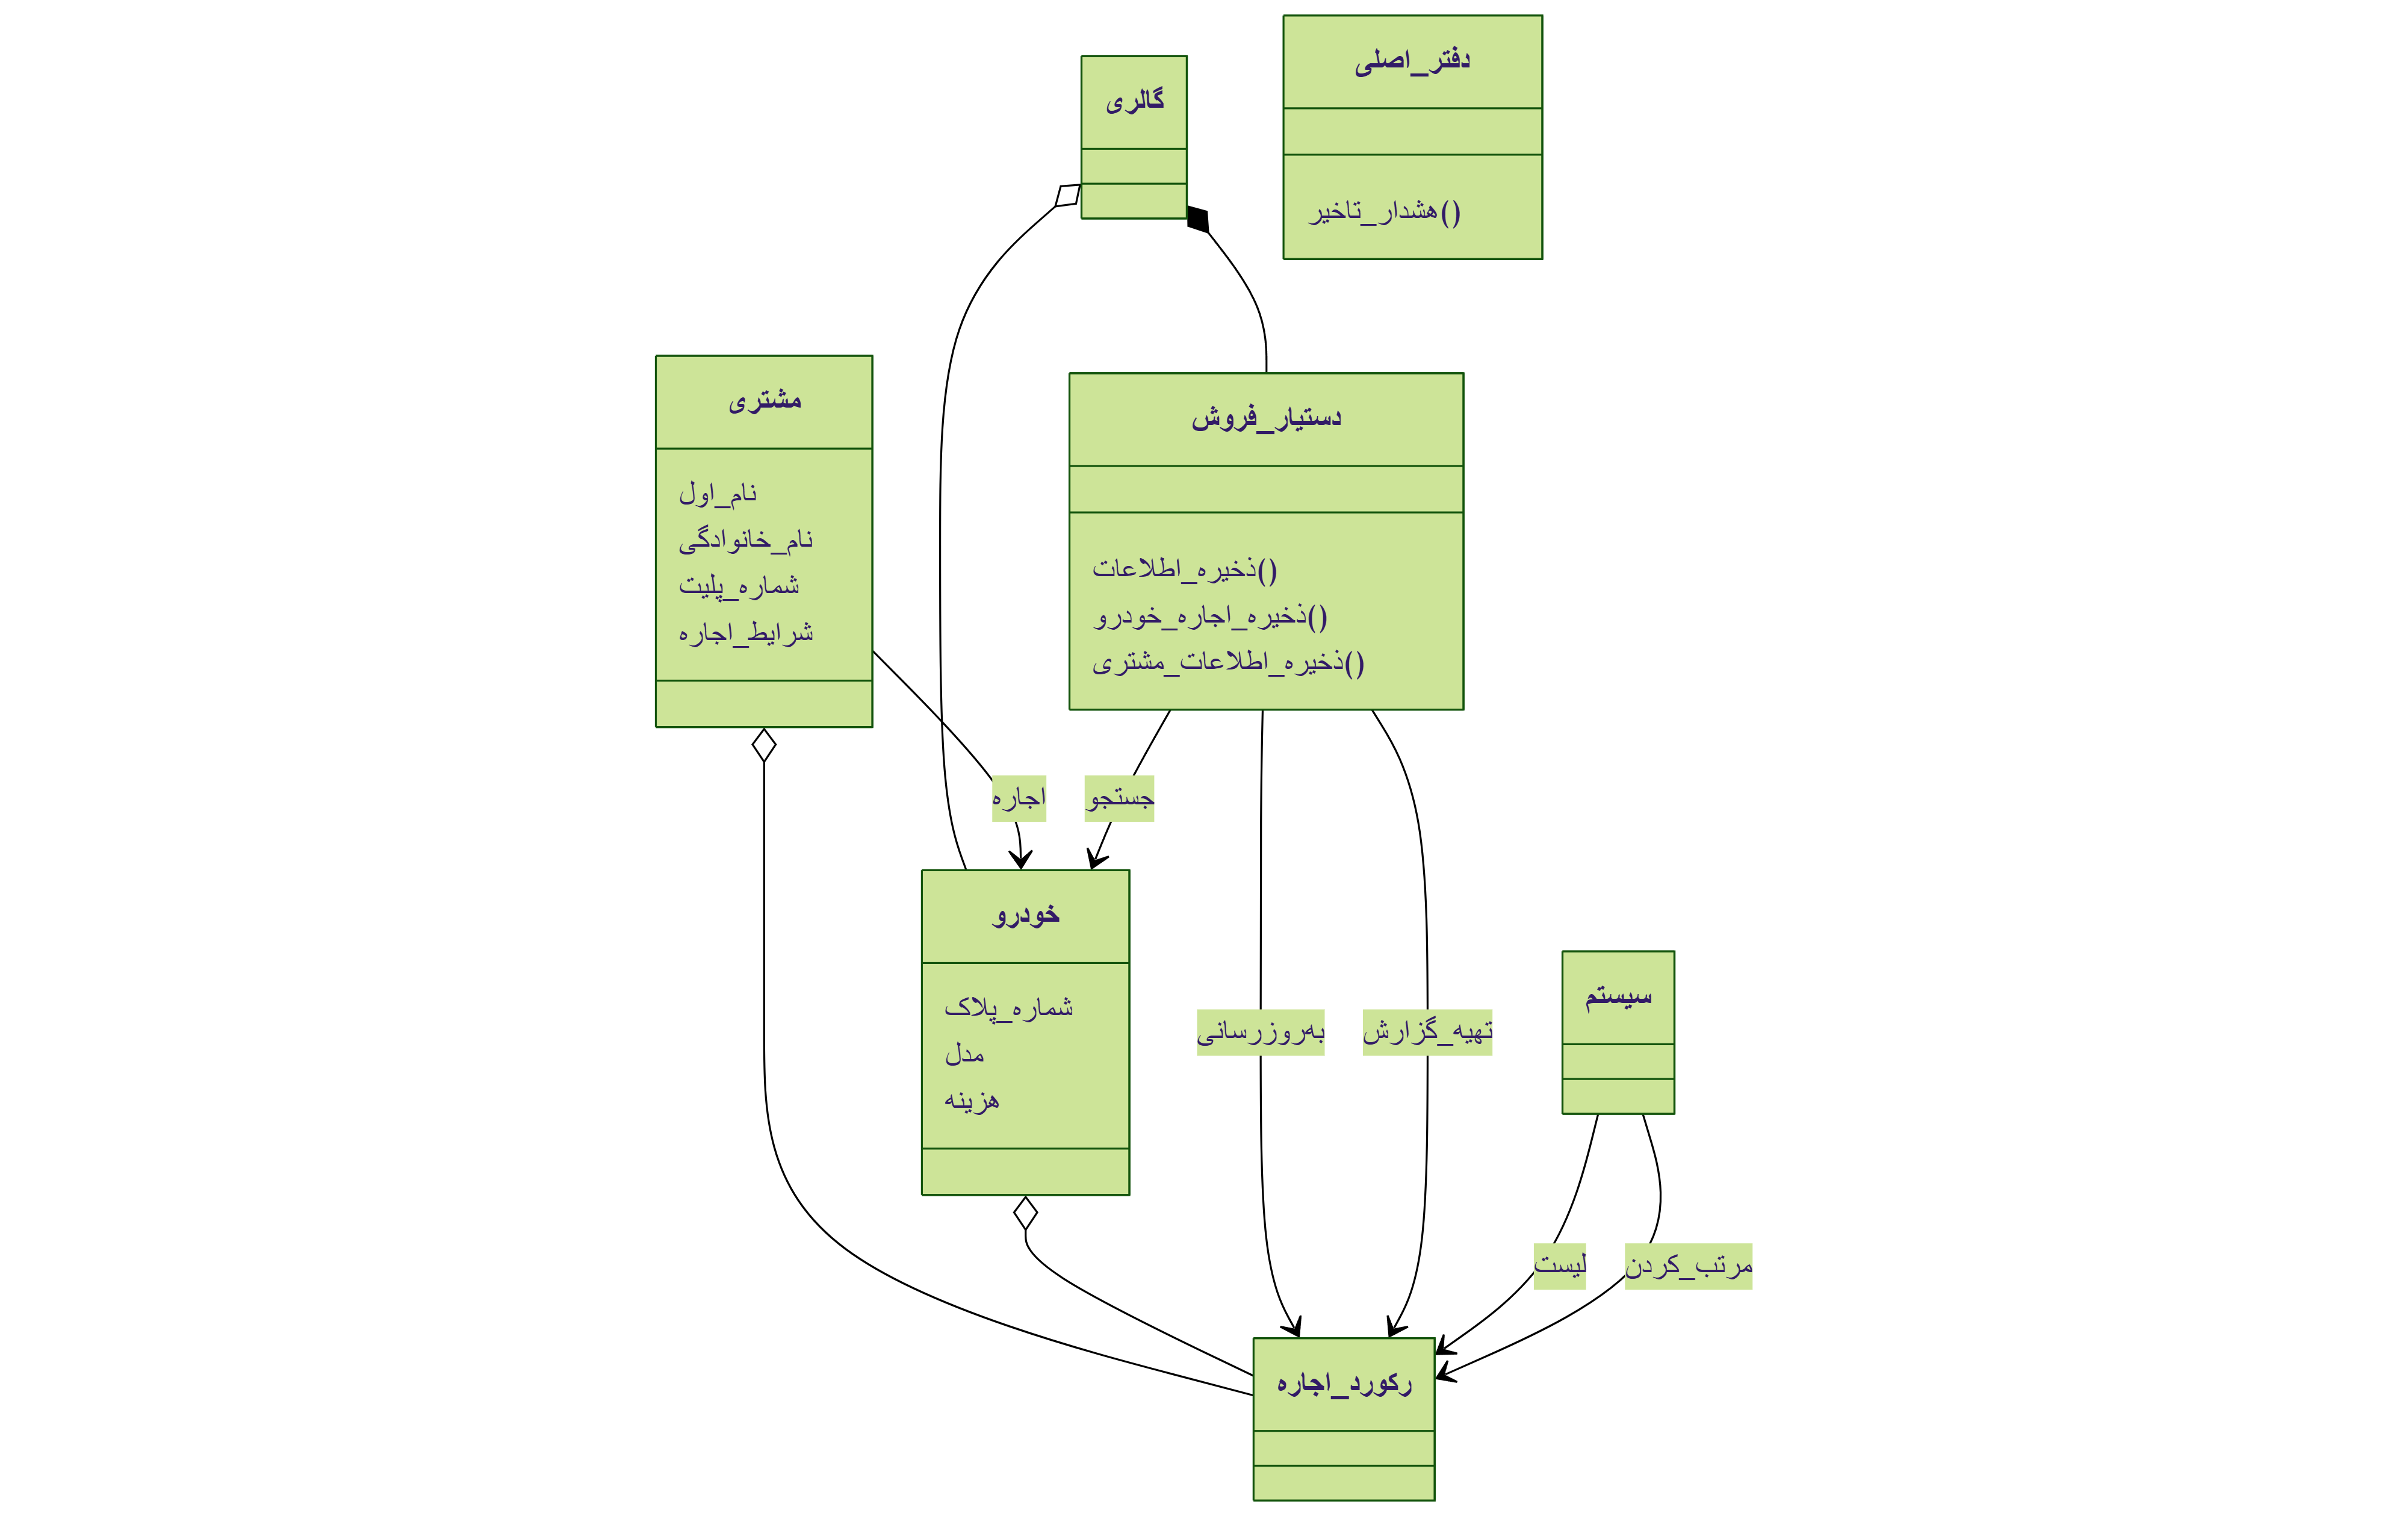 دفتر_اصلی
هشدار_تاخیر()
گالری
مشتری
نام_اول
نام_خانوادگی
شماره_پلیت
شرایط_اجاره
دستیار_فروش
ذخیره_اطلاعات()
ذخیره_اجاره_خودرو()
ذخیره_اطلاعات_مشتری()
اجاره
جستجو
خودرو
شماره_پلاک
مدل
هزینه
به‌روزرسانی
تهیه_گزارش
سیستم
لیست
مرتب_کردن
رکورد_اجاره